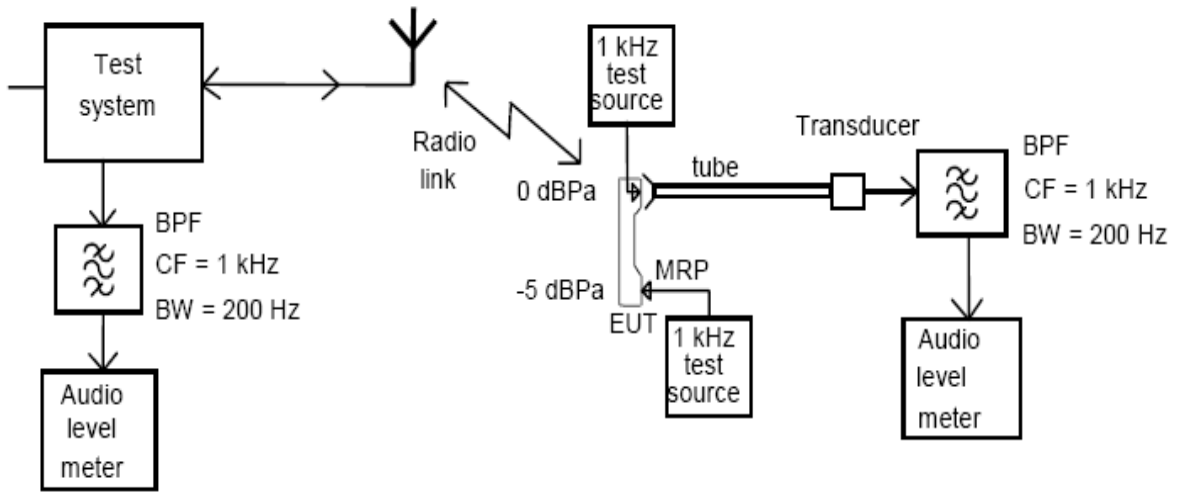 Test
system
BPF
CF = 1 kHz
BW = 200 Hz
Audio
level
meter
Radio
link
1 kHz
test
source
0 dBPa
-5 dBPa
EUT
MRP
1 kHz
test
source
tube
Transducer
BPF
CF = 1 kHz
BW = 200 Hz
Audio
level
meter